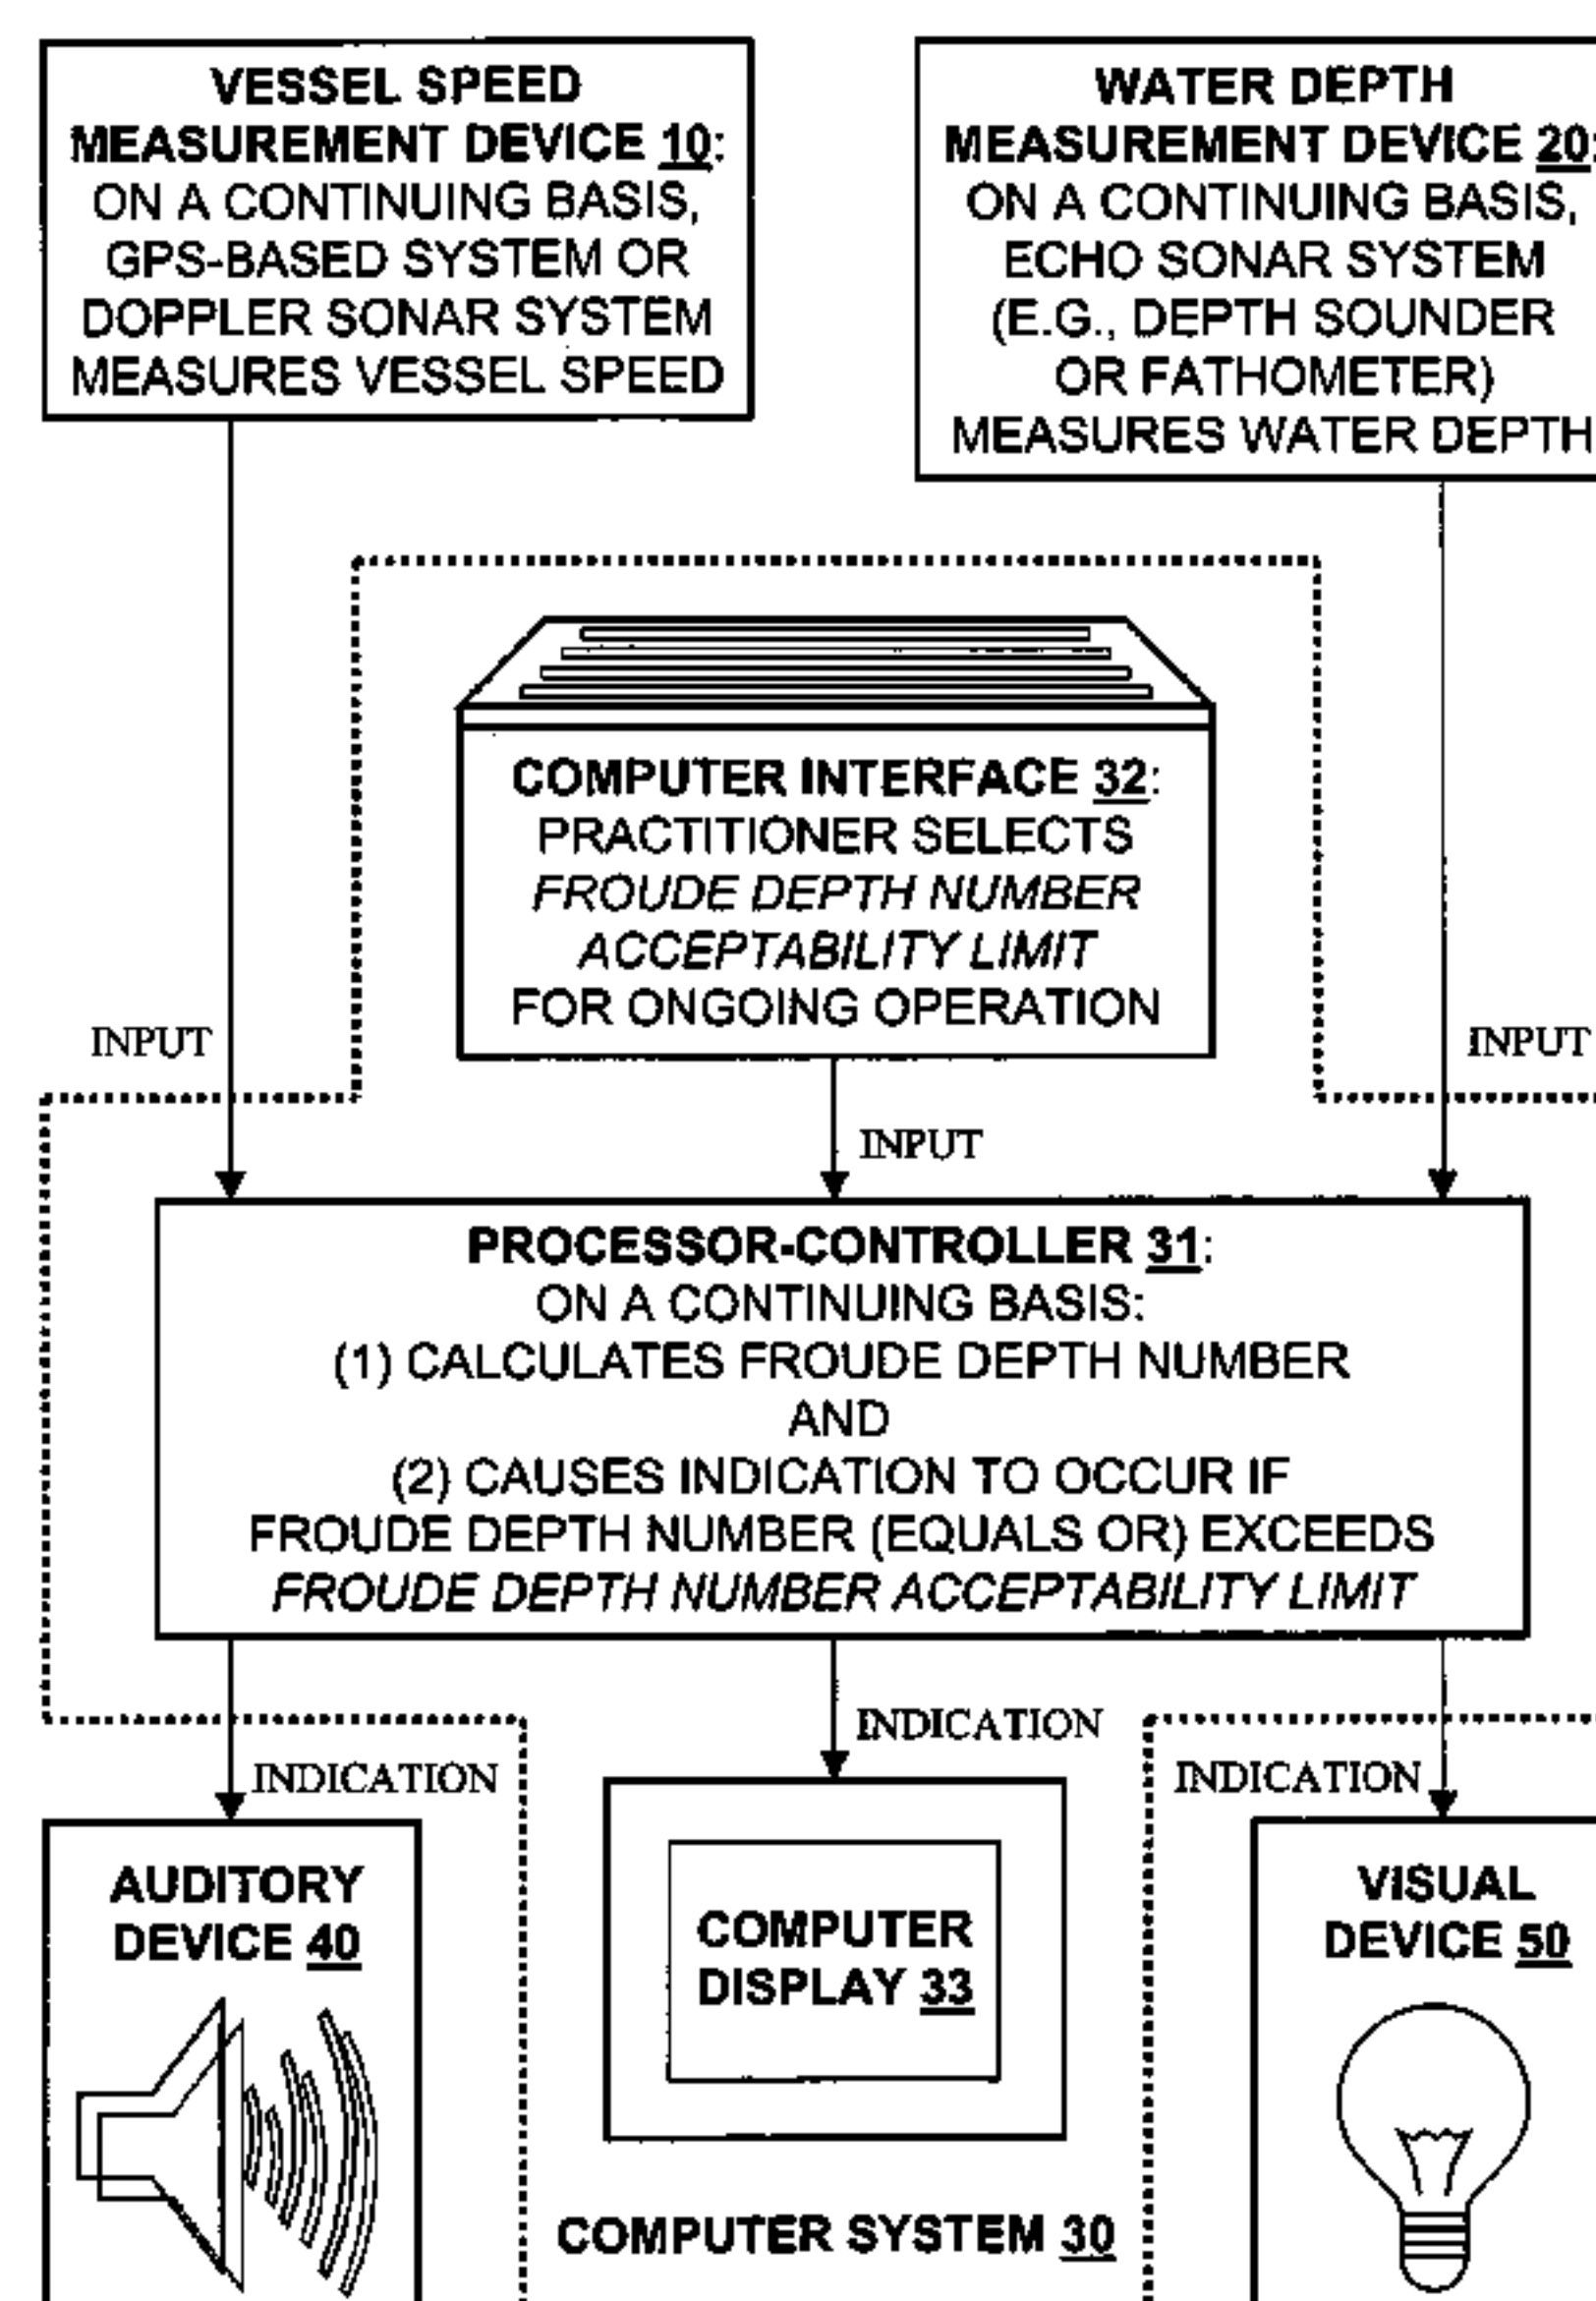 VESSEL SPEED
MEASUREMENT DEVICE 10:
ON A CONTINUING BASIS,
GPS-BASED SYSTEM OR
DOPPLER SONAR SYSTEM
MEASURES VESSEL SPEED
WATER DEPTH
MEASUREMENT DEVICE 20:
ON A CONTINUING BASIS,
ECHO SONAR SYSTEM
(E.G., DEPTH SOUNDER
OR FATHOMETER)
MEASURES WATER DEPTH
COMPUTER INTERFACE 32:
PRACTITIONER SELECTS
FROUDE DEPTH NUMBER
ACCEPTABILITY LIMIT
FOR ONGOING OPERATION
INPUT
INPUT
INPUT
PROCESSOR-CONTROLLER 31:
ON A CONTINUING BASIS:
(1) CALCULATES FROUDE DEPTH NUMBER
AND
(2) CAUSES INDICATION TO OCCUR IF
FROUDE DEPTH NUMBER (EQUALS OR) EXCEEDS
FROUDE DEPTH NUMBER ACCEPTABILITY LIMIT
INDICATION
INDICATION
INDICATION
AUDITORY
DEVICE 40
COMPUTER
DISPLAY 33
VISUAL
DEVICE 50
COMPUTER SYSTEM 30